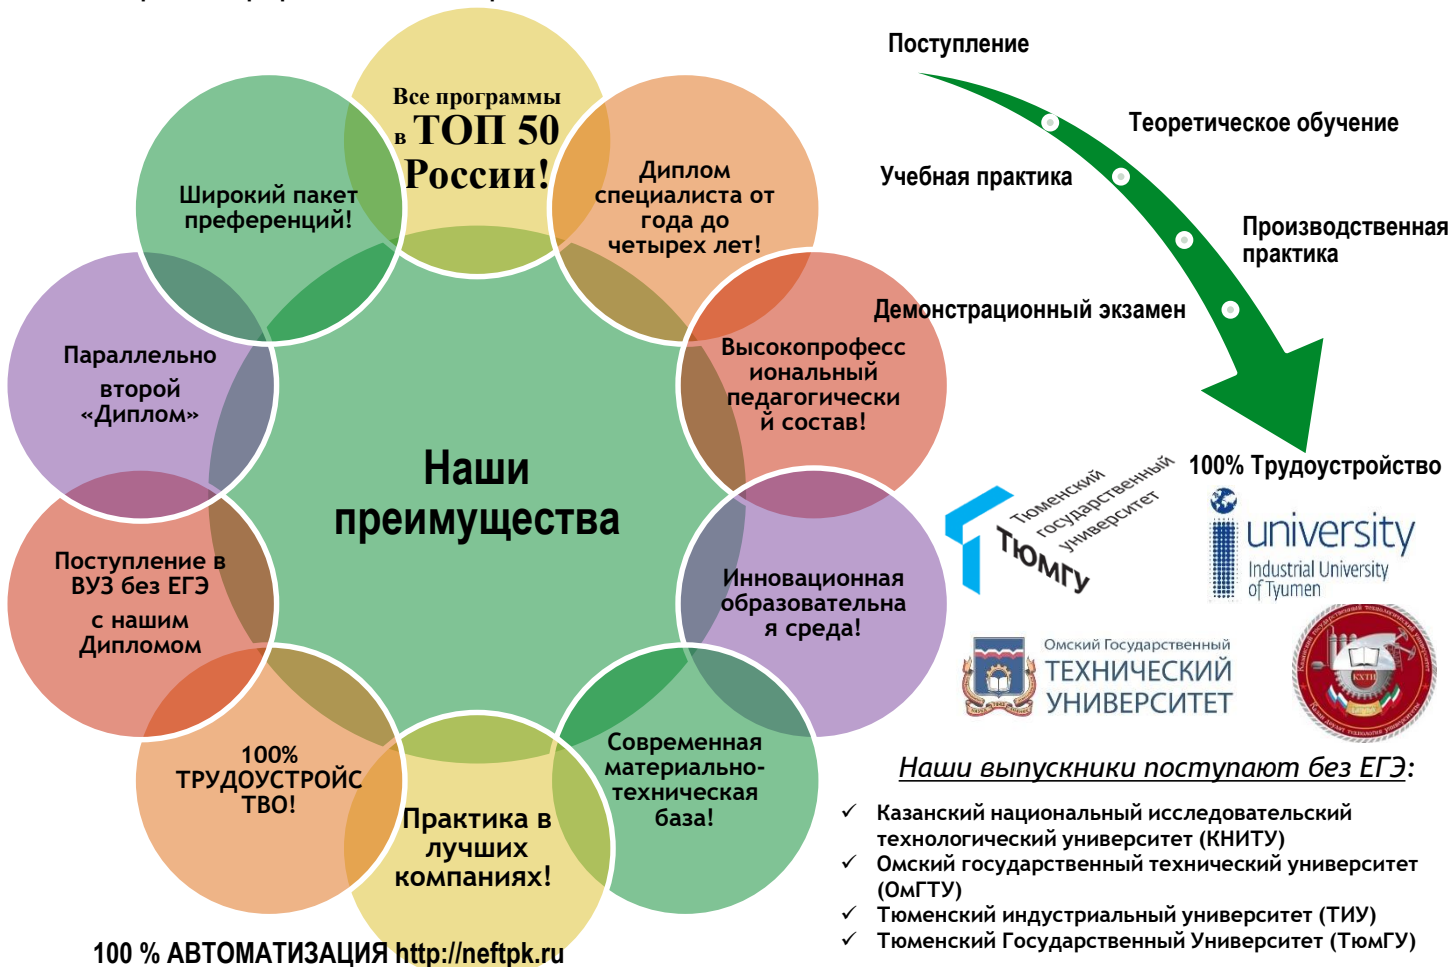 Все программы
в ТОП 50
России!
Диплом
специалиста от
года до
четырех лет!
Высокопрофесс
иональный
педагогически
й состав!
Инновационная
образовательна
я среда!
Современная
материально-
техническая
база!
Практика в
лучших
компаниях!
100%
ТРУДОУСТРОЙС
ТВО!
Поступление в
ВУЗ без ЕГЭ
с нашим
Дипломом
Параллельно
второй
«Диплом»
Широкий пакет
преференций!
Наши
преимущества
100 % АВТОМАТИЗАЦИЯ http://neftpk.ru
Поступление
Теоретическое обучение
Учебная практика
Производственная
практика
Демонстрационный экзамен
100% Трудоустройство
Тюменский
государственный
университет
ТЮМГУ
university
Industrial University
of Tyumen
Омский Государственный
ТЕХНИЧЕСКИЙ
УНИВЕРСИТЕТ
КХТИ
Наши выпускники поступают без ЕГЭ:
✓ Казанский национальный исследовательский
технологический университет (КНИТУ)
✓ Омский государственный технический университет
(ОмГТУ)
✓ Тюменский индустриальный университет (ТИУ)
✓ Тюменский Государственный Университет (ТюмГУ)